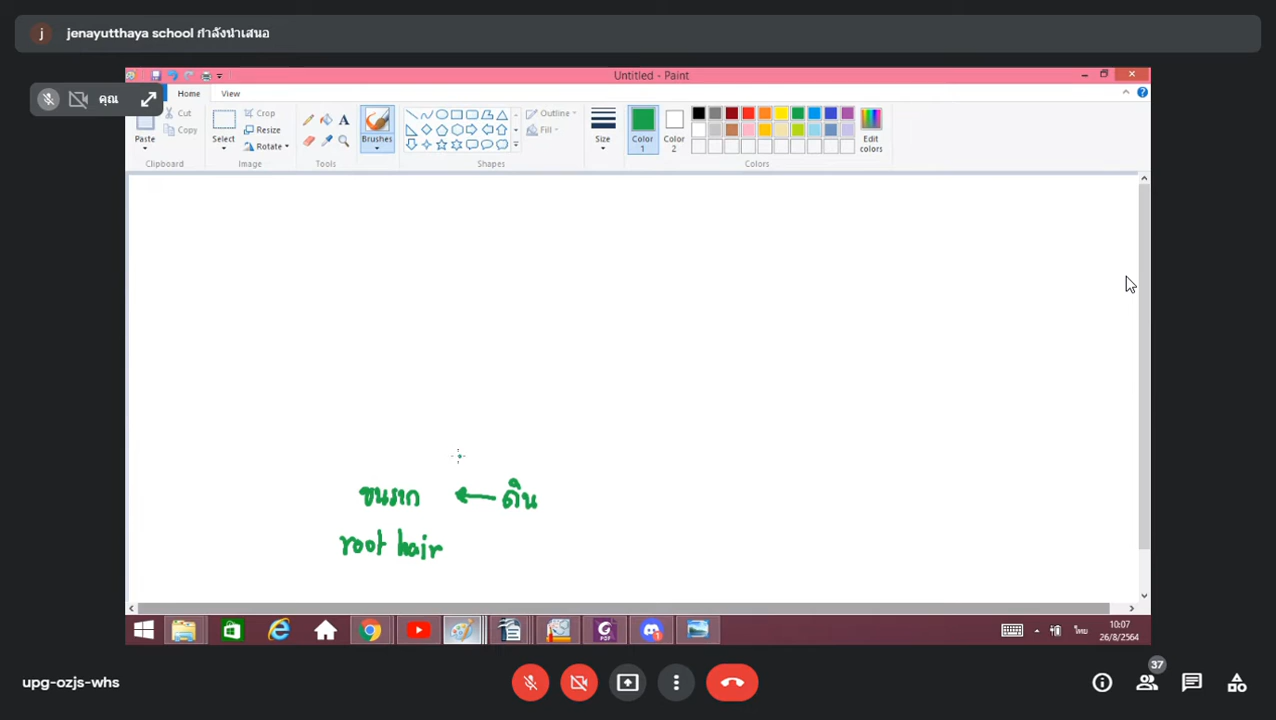 j jenayutthaya school กำลังนำเสนอ
Untitled - Paint
คุณ
Home View
Paste
Cut
Copy
Clipboard
Select
Crop
Resize
Rotate
Image
Tools
Brushes
Outline
Fill
Shapes
Size
Color 1
Color 2
Edit colors
Colors
ขนราก ← ดิน
root hair
ไทย
10:07
26/8/2564
upg-ozjs-whs
37